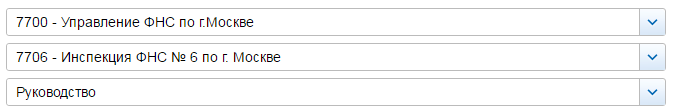 7700 - Управление ФНС по г.Москве
7706 - Инспекция ФНС № 6 по г. Москве
Руководство